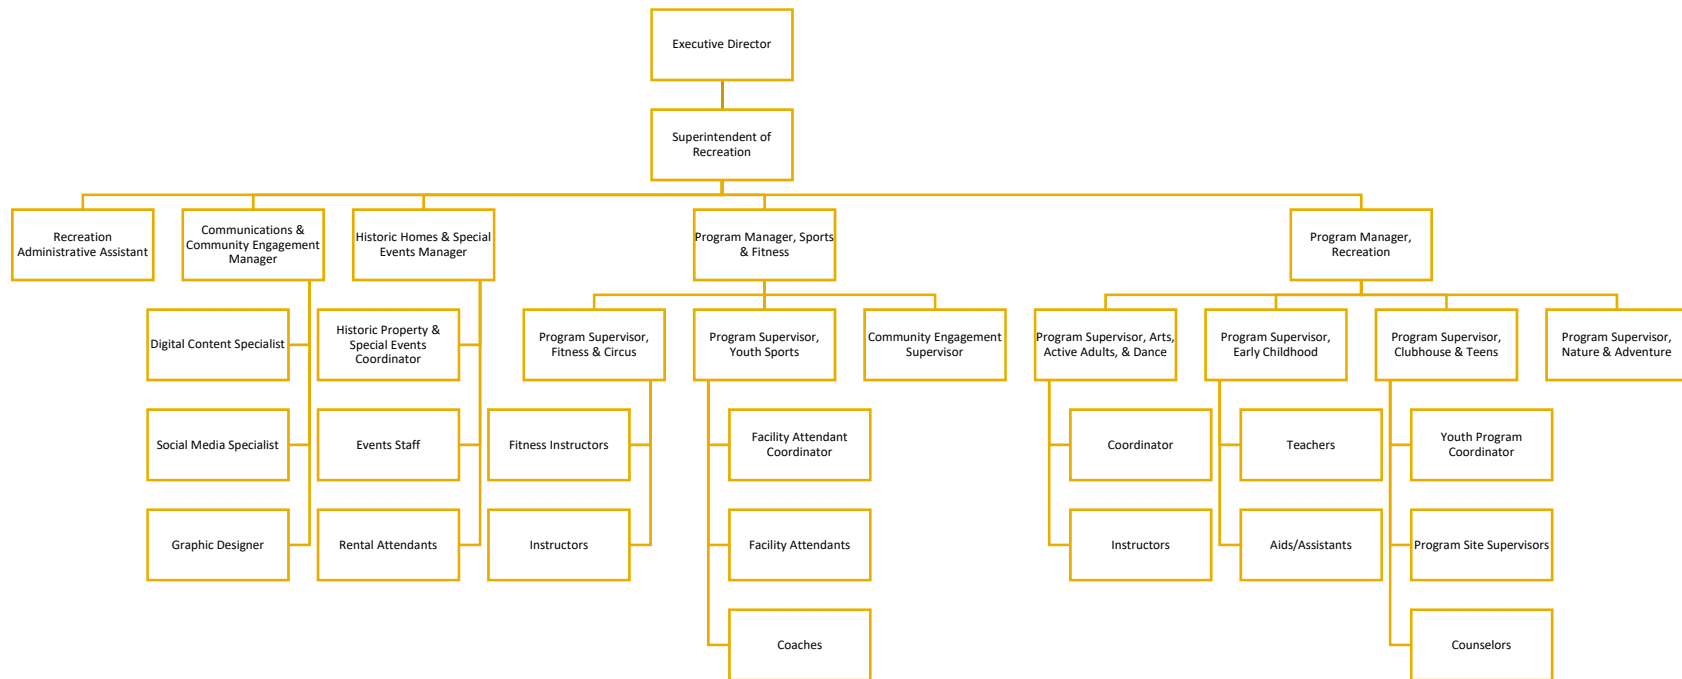 Executive Director
Superintendent of
Recreation
Recreation
Administrative Assistant
Communications &
Community Engagement
Manager
Historic Homes & Special
Events Manager
Program Manager, Sports
& Fitness
Program Manager,
Recreation
Digital Content Specialist
Historic Property &
Special Events
Coordinator
Program Supervisor,
Fitness & Circus
Program Supervisor,
Youth Sports
Community Engagement
Supervisor
Program Supervisor, Arts,
Active Adults, & Dance
Program Supervisor,
Early Childhood
Program Supervisor,
Clubhouse & Teens
Program Supervisor,
Nature & Adventure
Social Media Specialist
Events Staff
Fitness Instructors
Facility Attendant
Coordinator
Coordinator
Teachers
Youth Program
Coordinator
Graphic Designer
Rental Attendants
Instructors
Facility Attendants
Instructors
Aids/Assistants
Program Site Supervisors
Coaches
Counselors